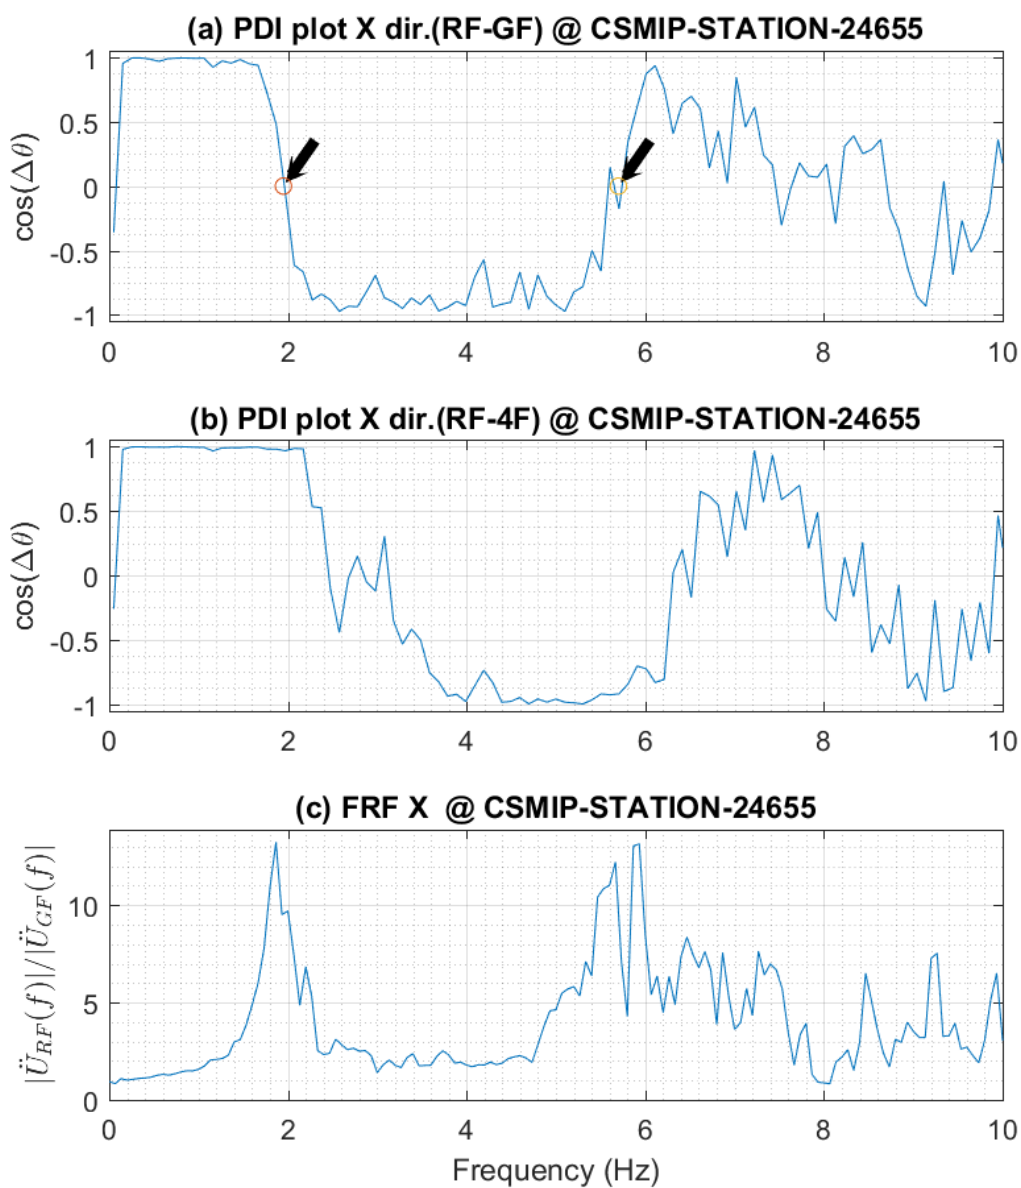 (a) PDI plot X dir.(RF-GF) @ CSMIP-STATION-24655
1
0.5
0
-0.5
-1
cos(Δθ)
0 2 4 6 8 10
(b) PDI plot X dir.(RF-4F) @ CSMIP-STATION-24655
1
0.5
0
-0.5
-1
cos(Δθ)
0 2 4 6 8 10
(c) FRF X @ CSMIP-STATION-24655
10
5
0
|Ü_RF(f)|/|Ü_GF(f)|
0 2 4 6 8 10
Frequency (Hz)